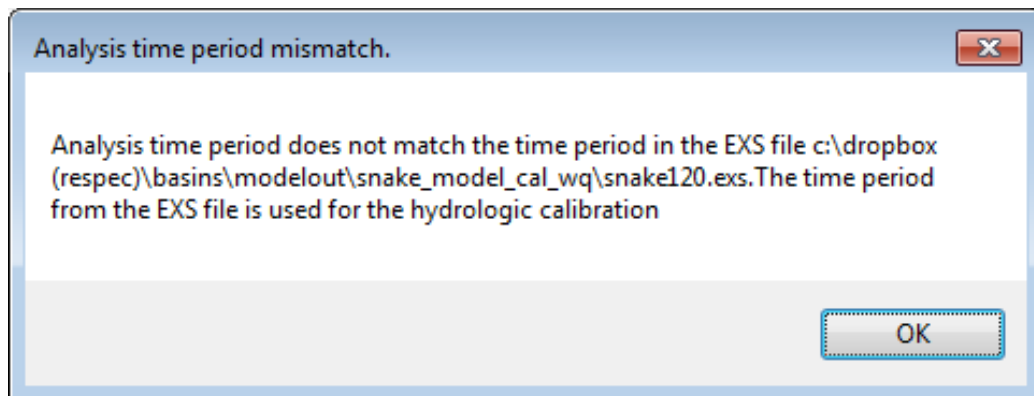 Analysis time period mismatch.
Analysis time period does not match the time period in the EXS file c:\dropbox
(respec)\basins\modelout\snake_model_cal_wq\snake120.exs.The time period
from the EXS file is used for the hydrologic calibration
OK